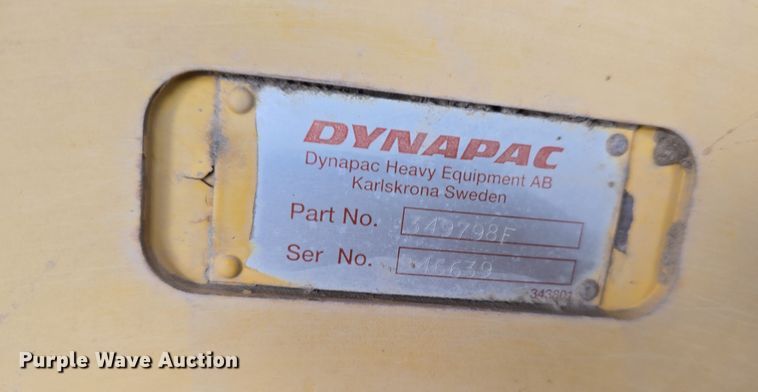 DYNAPAC
Dynapac Heavy Equipment AB
Karlskrona Sweden
Part No. 349798F
Ser No.
343801
Purple Wave Auction